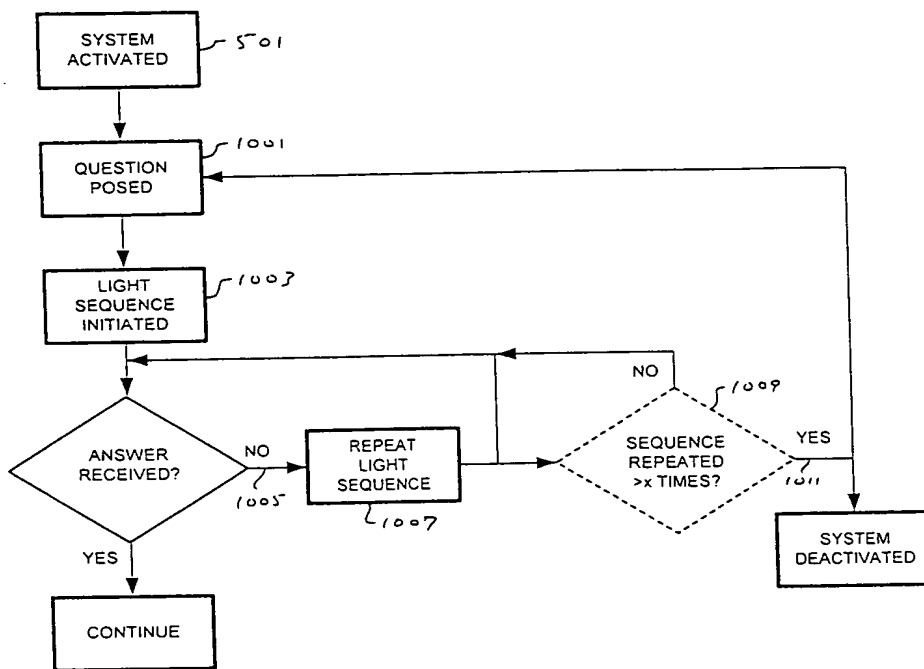 SYSTEM
ACTIVATED
501
QUESTION
POSED
1001
LIGHT
SEQUENCE
INITIATED
1003
ANSWER
RECEIVED?
NO
1005
YES
REPEAT
LIGHT
SEQUENCE
1007
NO
1009
SEQUENCE
REPEATED
>x TIMES?
YES
1011
SYSTEM
DEACTIVATED
CONTINUE